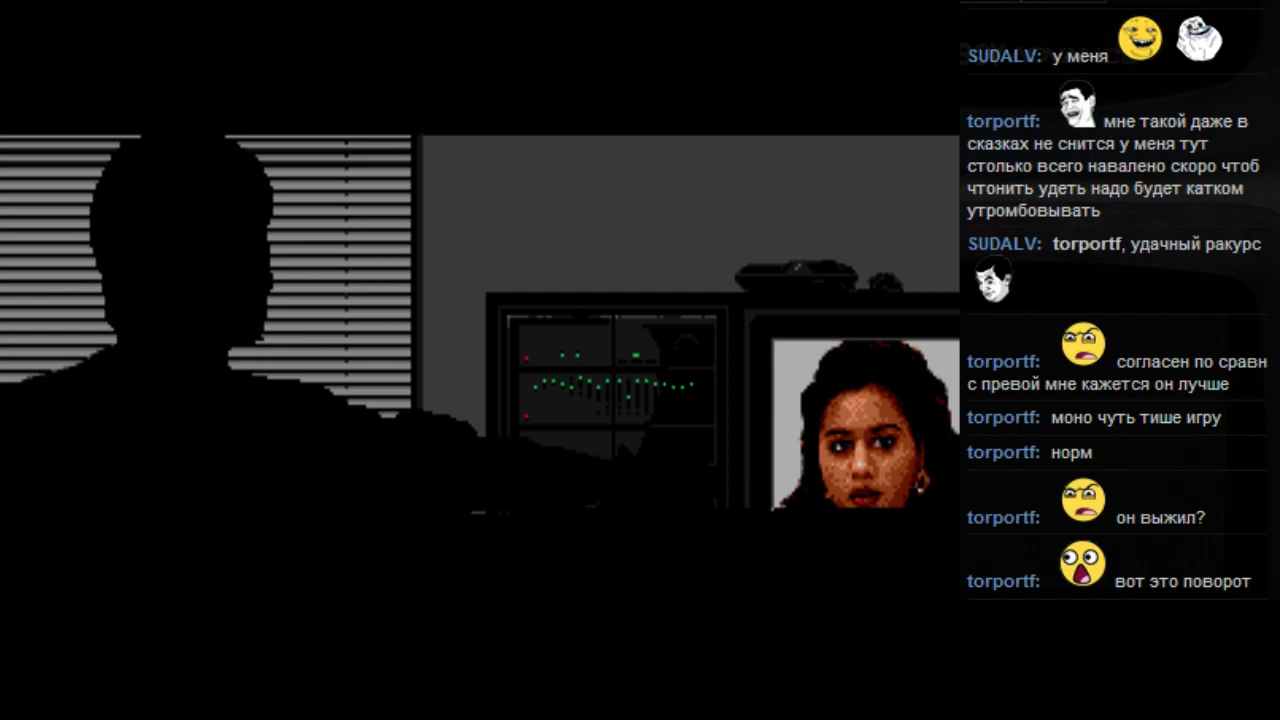 SUDALV: у меня
torportf: мне такой даже в
сказках не снится у меня тут
столько всего навалено скоро чтоб
чтонить удеть надо будет катком
утромбовывать
SUDALV: torportf, удачный ракурс
torportf: согласен по сравн
с превой мне кажется он лучше
torportf: моно чуть тише игру
torportf: норм
torportf: он выжил?
torportf: вот это поворот